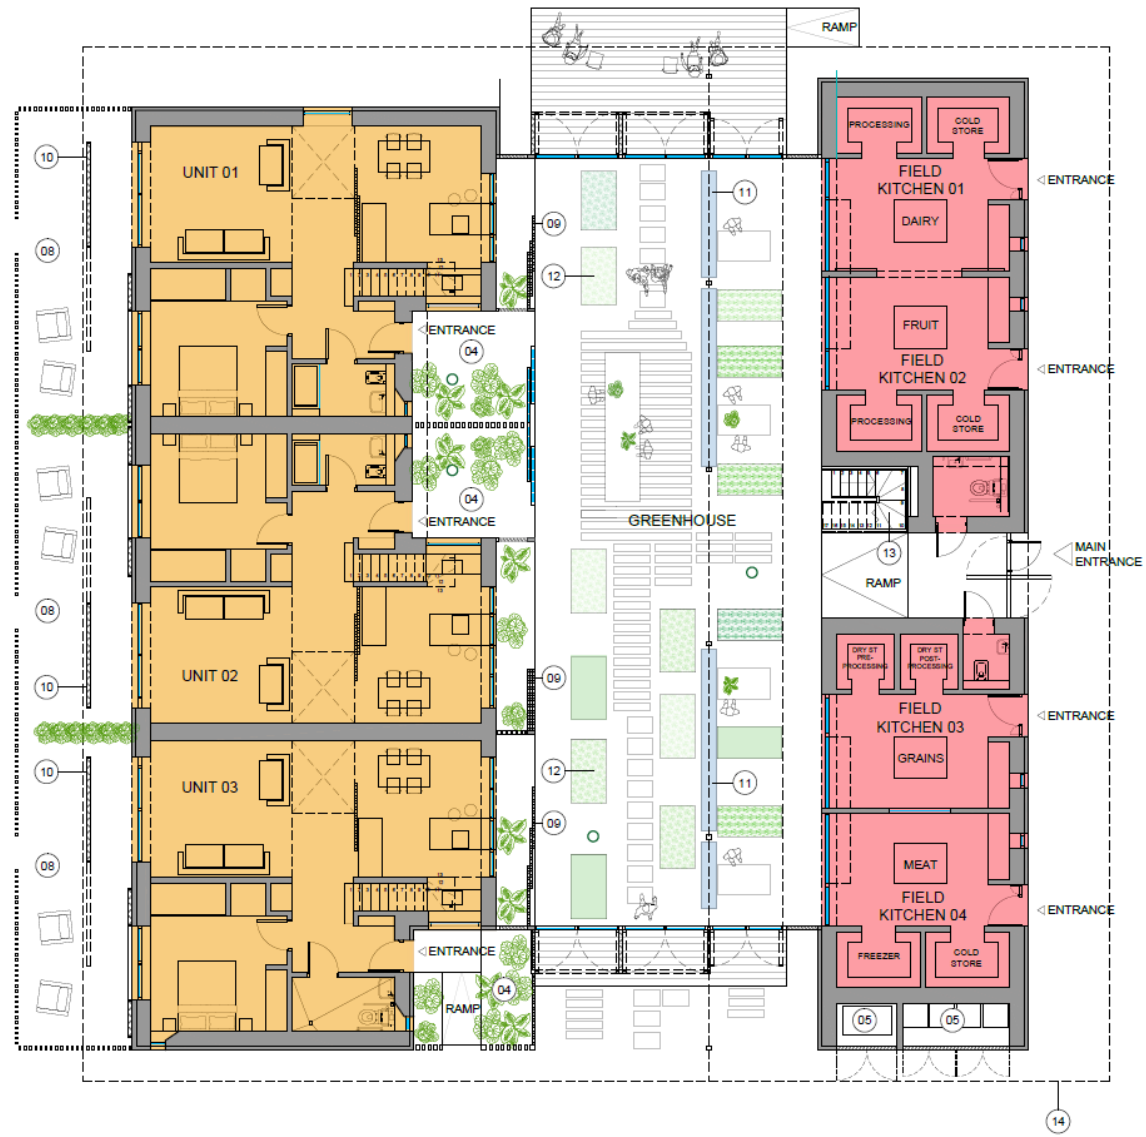 RAMP
PROCESSING
COLD
STORE
10
UNIT 01
FIELD
KITCHEN 01
ENTRANCE
11
DAIRY
09
08
12
ENTRANCE
04
FRUIT
FIELD
KITCHEN 02
ENTRANCE
PROCESSING
COLD
STORE
04
ENTRANCE
GREENHOUSE
13
MAIN
ENTRANCE
RAMP
08
DRY ST
PRE-
PROCESSING
DRY ST
POST-
PROCESSING
UNIT 02
09
10
FIELD
KITCHEN 03
ENTRANCE
GRAINS
10
12
11
UNIT 03
09
08
MEAT
FIELD
KITCHEN 04
ENTRANCE
ENTRANCE
FREEZER
COLD
STORE
04
RAMP
05
05
14